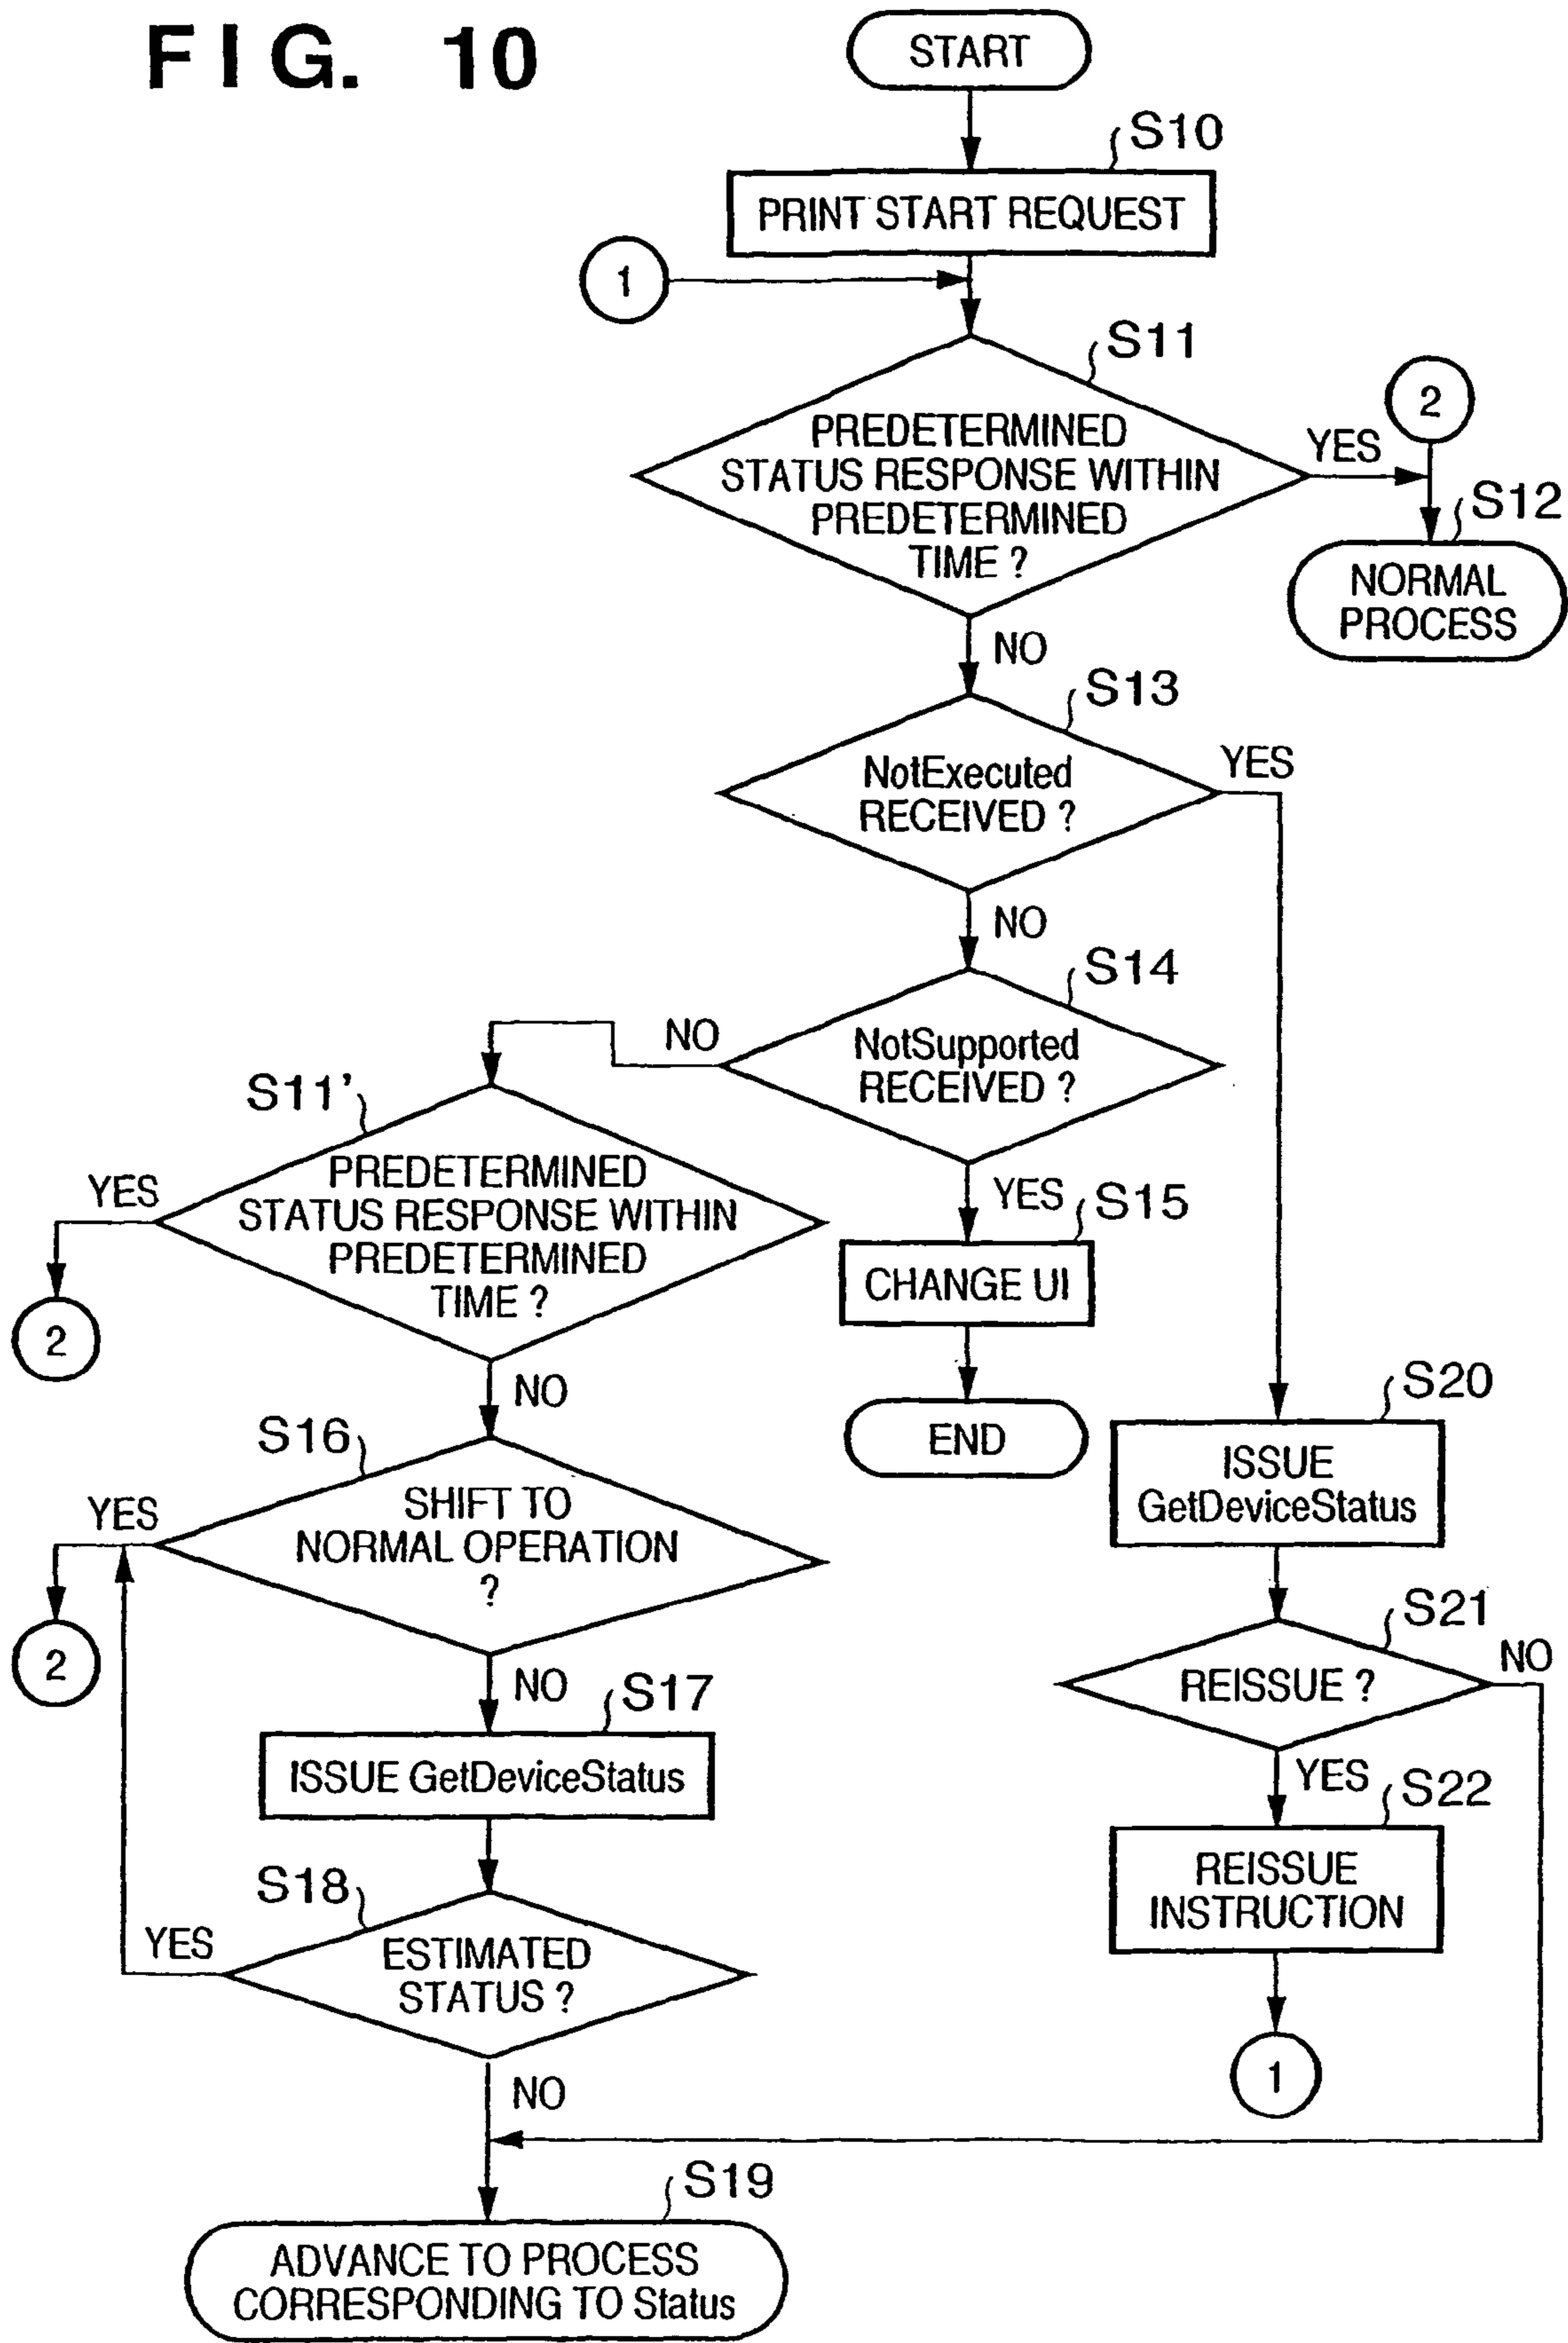 FIG. 10
START
S10
PRINT START REQUEST
1
S11
PREDETERMINED
STATUS RESPONSE WITHIN
PREDETERMINED
TIME ?
YES
2
S12
NORMAL
PROCESS
NO
S13
NotExecuted
RECEIVED ?
YES
NO
S14
NotSupported
RECEIVED ?
NO
S11'
PREDETERMINED
STATUS RESPONSE WITHIN
PREDETERMINED
TIME ?
YES
2
YES
S15
CHANGE UI
END
NO
S16
SHIFT TO
NORMAL OPERATION
?
YES
2
NO
S17
ISSUE GetDeviceStatus
S18
ESTIMATED
STATUS ?
YES
NO
S20
ISSUE
GetDeviceStatus
S21
REISSUE ?
NO
YES
S22
REISSUE
INSTRUCTION
1
S19
ADVANCE TO PROCESS
CORRESPONDING TO Status